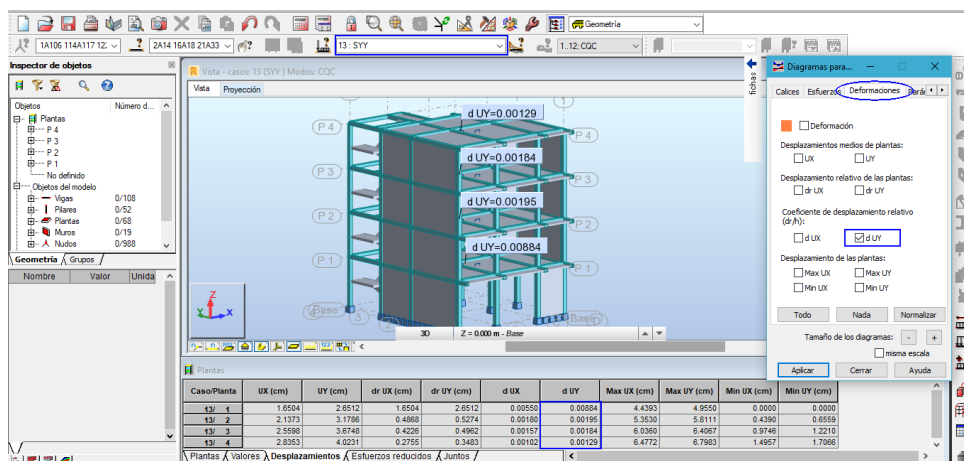 Geometría
1A106 114A117 12:
2A14 16A18 21A33
13 : SYY
1..12; CQC
Inspector de objetos
Objetos Número d...
Plantas
P 4
P 3
P 2
P 1
No definido
Objetos del modelo
Vigas 0/108
Pilares 0/52
Plantas 0/68
Muros 0/19
Nudos 0/988
Geometría Grupos
Nombre Valor Unida
Vista - casos: 13 (SYY ) Modes: CQC
Vista Proyección
fichas
1
d UY=0.00129
P 4 P 4
d UY=0.00184
P 3 P 3
d UY=0.00195
P 2 P 2
d UY=0.00884
P 1 P 1
Base 3 2 Base
Z
Y X
3D Z = 0.000 m - Base
Diagramas para...
Calices Esfuerzos Deformaciones Pará
Deformación
Desplazamientos medios de plantas:
UX UY
Desplazamiento relativo de las plantas:
dr UX dr UY
Coeficiente de desplazamiento relativo
(dr/h):
d UX d UY
Desplazamiento de las plantas:
Max UX Max UY
Min UX Min UY
Todo Nada Normalizar
Tamaño de los diagramas: - +
misma escala
Aplicar Cerrar Ayuda
Plantas
Caso/Planta UX (cm) UY (cm) dr UX (cm) dr UY (cm) d UX d UY Max UX (cm) Max UY (cm) Min UX (cm) Min UY (cm)
13/ 1 1.6504 2.6512 1.6504 2.6512 0.00550 0.00884 4.4393 4.9550 0.0000 0.0000
13/ 2 2.1373 3.1786 0.4868 0.5274 0.00180 0.00195 5.3530 5.8111 0.4390 0.6559
13/ 3 2.5598 3.6748 0.4226 0.4962 0.00157 0.00184 6.0360 6.4067 0.9746 1.2210
13/ 4 2.8353 4.0231 0.2755 0.3483 0.00102 0.00129 6.4772 6.7983 1.4957 1.7066
Plantas Valores Desplazamientos Esfuerzos reducidos Juntos